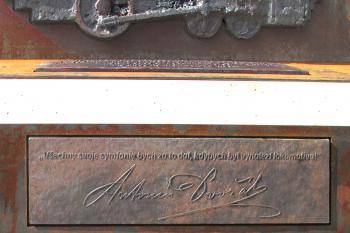 „Všechny svoje symfonie bych za to dal, kdybych byl vynalezl lokomotivu!“
Antonín Dvořák